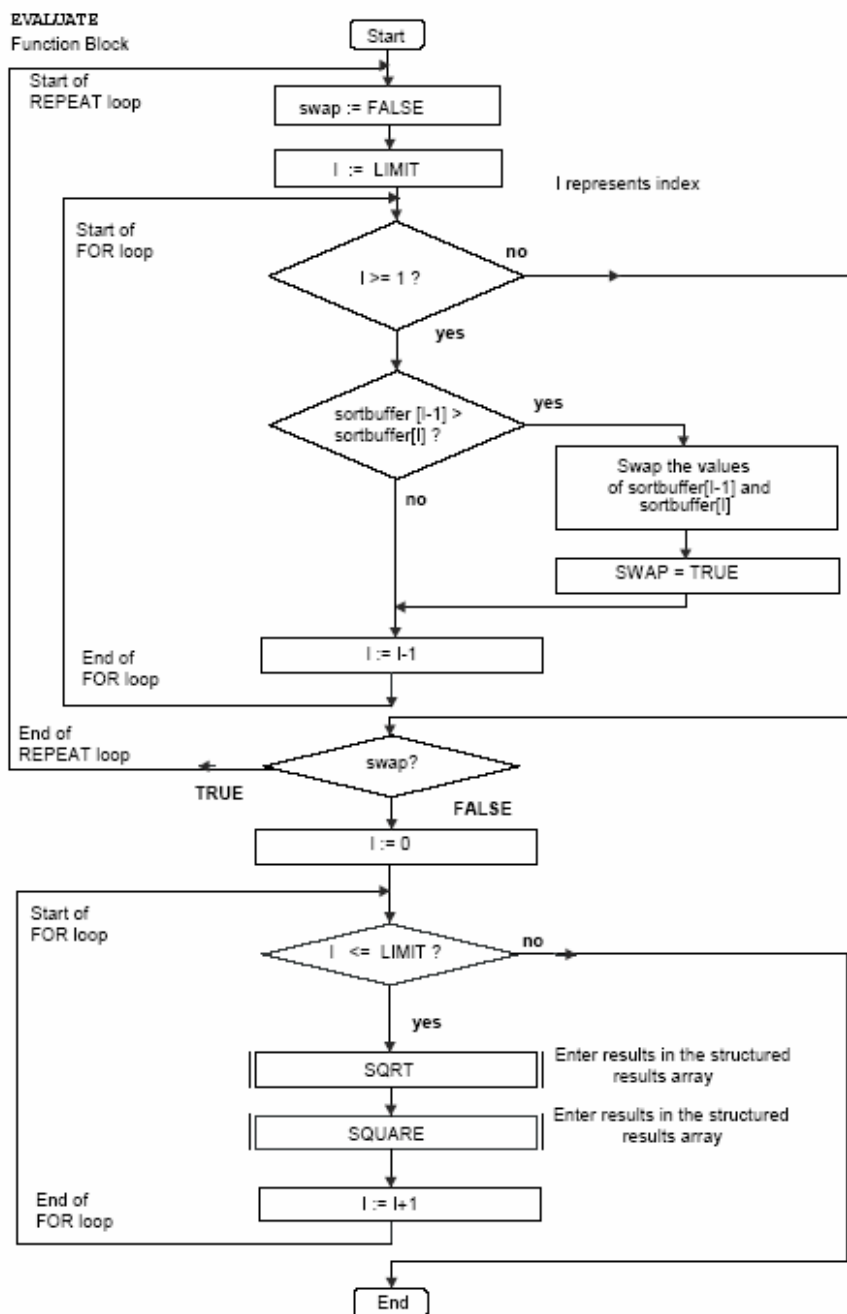 EVALUATE
Function Block
Start
Start of
REPEAT loop
swap := FALSE
I := LIMIT
I represents index
Start of
FOR loop
I >= 1 ?
no
yes
sortbuffer [I-1] >
sortbuffer[I] ?
yes
no
Swap the values
of sortbuffer[I-1] and
sortbuffer[I]
SWAP = TRUE
I := I-1
End of
FOR loop
End of
REPEAT loop
swap?
TRUE
FALSE
I := 0
Start of
FOR loop
I <= LIMIT ?
no
yes
SQRT
Enter results in the structured
results array
SQUARE
Enter results in the structured
results array
I := I+1
End of
FOR loop
End